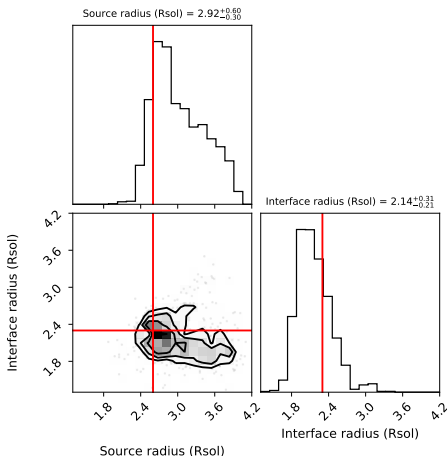 Source radius (Rsol) = 2.92+0.60−0.30
Interface radius (Rsol) = 2.14+0.31−0.21
4.2
3.6
3.0
2.4
1.8
Interface radius (Rsol)
1.8 2.4 3.0 3.6 4.2
1.8 2.4 3.0 3.6 4.2
Source radius (Rsol)
Interface radius (Rsol)